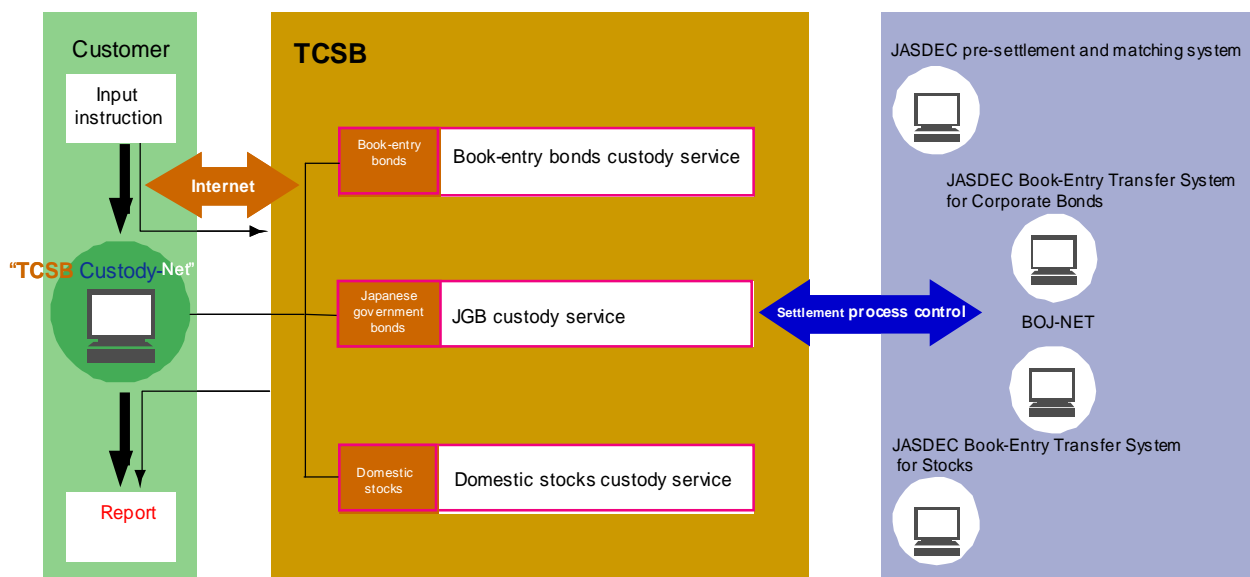 Customer
Input
instruction
Internet
"TCSB Custody-Net"
Report
TCSB
Book-entry
bonds
Book-entry bonds custody service
Japanese
government
bonds
JGB custody service
Domestic
stocks
Domestic stocks custody service
Settlement process control
JASDEC pre-settlement and matching system
JASDEC Book-Entry Transfer System
for Corporate Bonds
BOJ-NET
JASDEC Book-Entry Transfer System
for Stocks